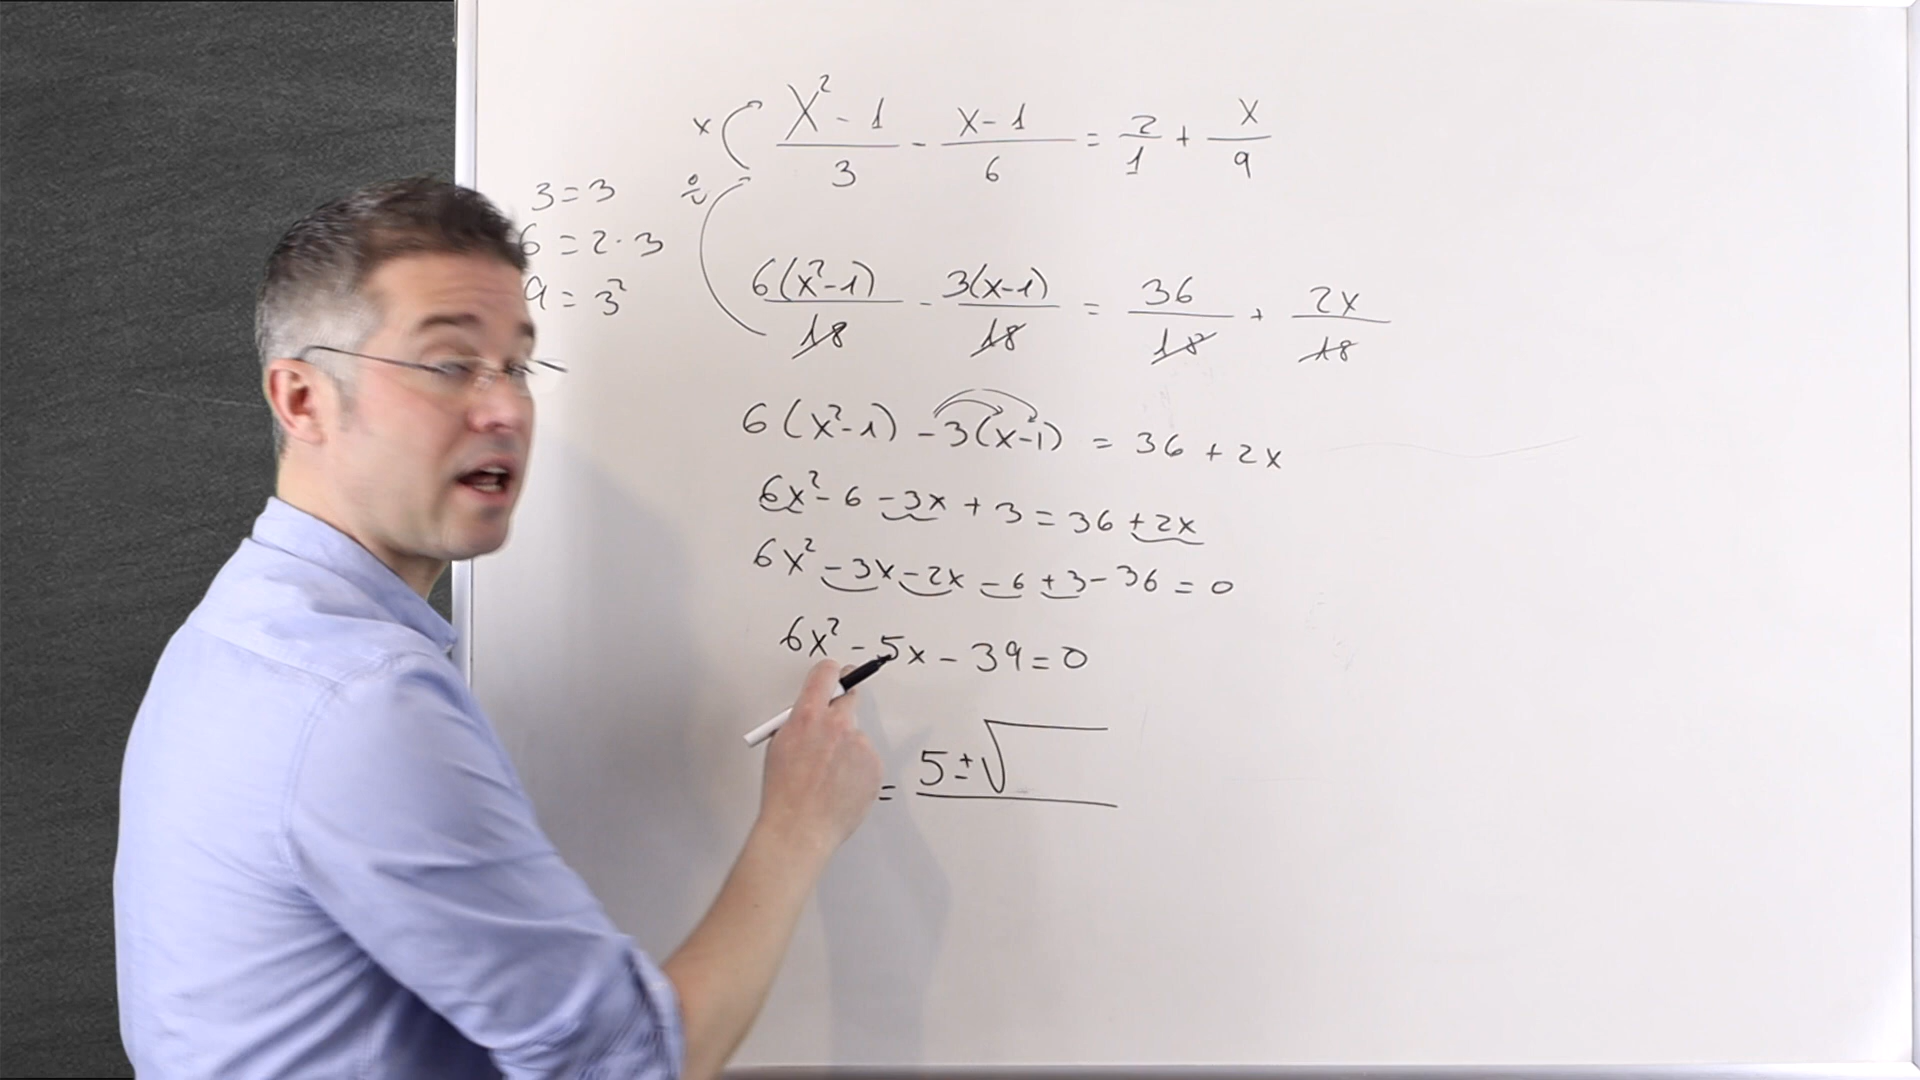 x
÷
(x² - 1)/3 - (x - 1)/6 = 2/1 + x/9
3 = 3
6 = 2 · 3
9 = 3²
6(x² - 1)/18 - 3(x - 1)/18 = 36/18 + 2x/18
6(x² - 1) - 3(x - 1) = 36 + 2x
6x² - 6 - 3x + 3 = 36 + 2x
6x² - 3x - 2x - 6 + 3 - 36 = 0
6x² - 5x - 39 = 0
= 5 ± √